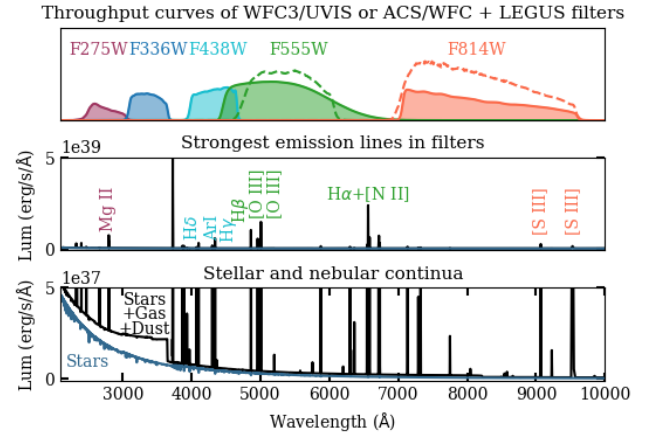 Throughput curves of WFC3/UVIS or ACS/WFC + LEGUS filters
F275W F336W F438W F555W F814W
Strongest emission lines in filters
1e39
5
0
Lum (erg/s/Å)
Mg II
Hδ
ArI
Hγ
Hβ
[O III]
[O III]
Hα+[N II]
[S III]
[S III]
Stellar and nebular continua
1e37
5
0
Lum (erg/s/Å)
Stars
+Gas
+Dust
Stars
3000 4000 5000 6000 7000 8000 9000 10000
Wavelength (Å)